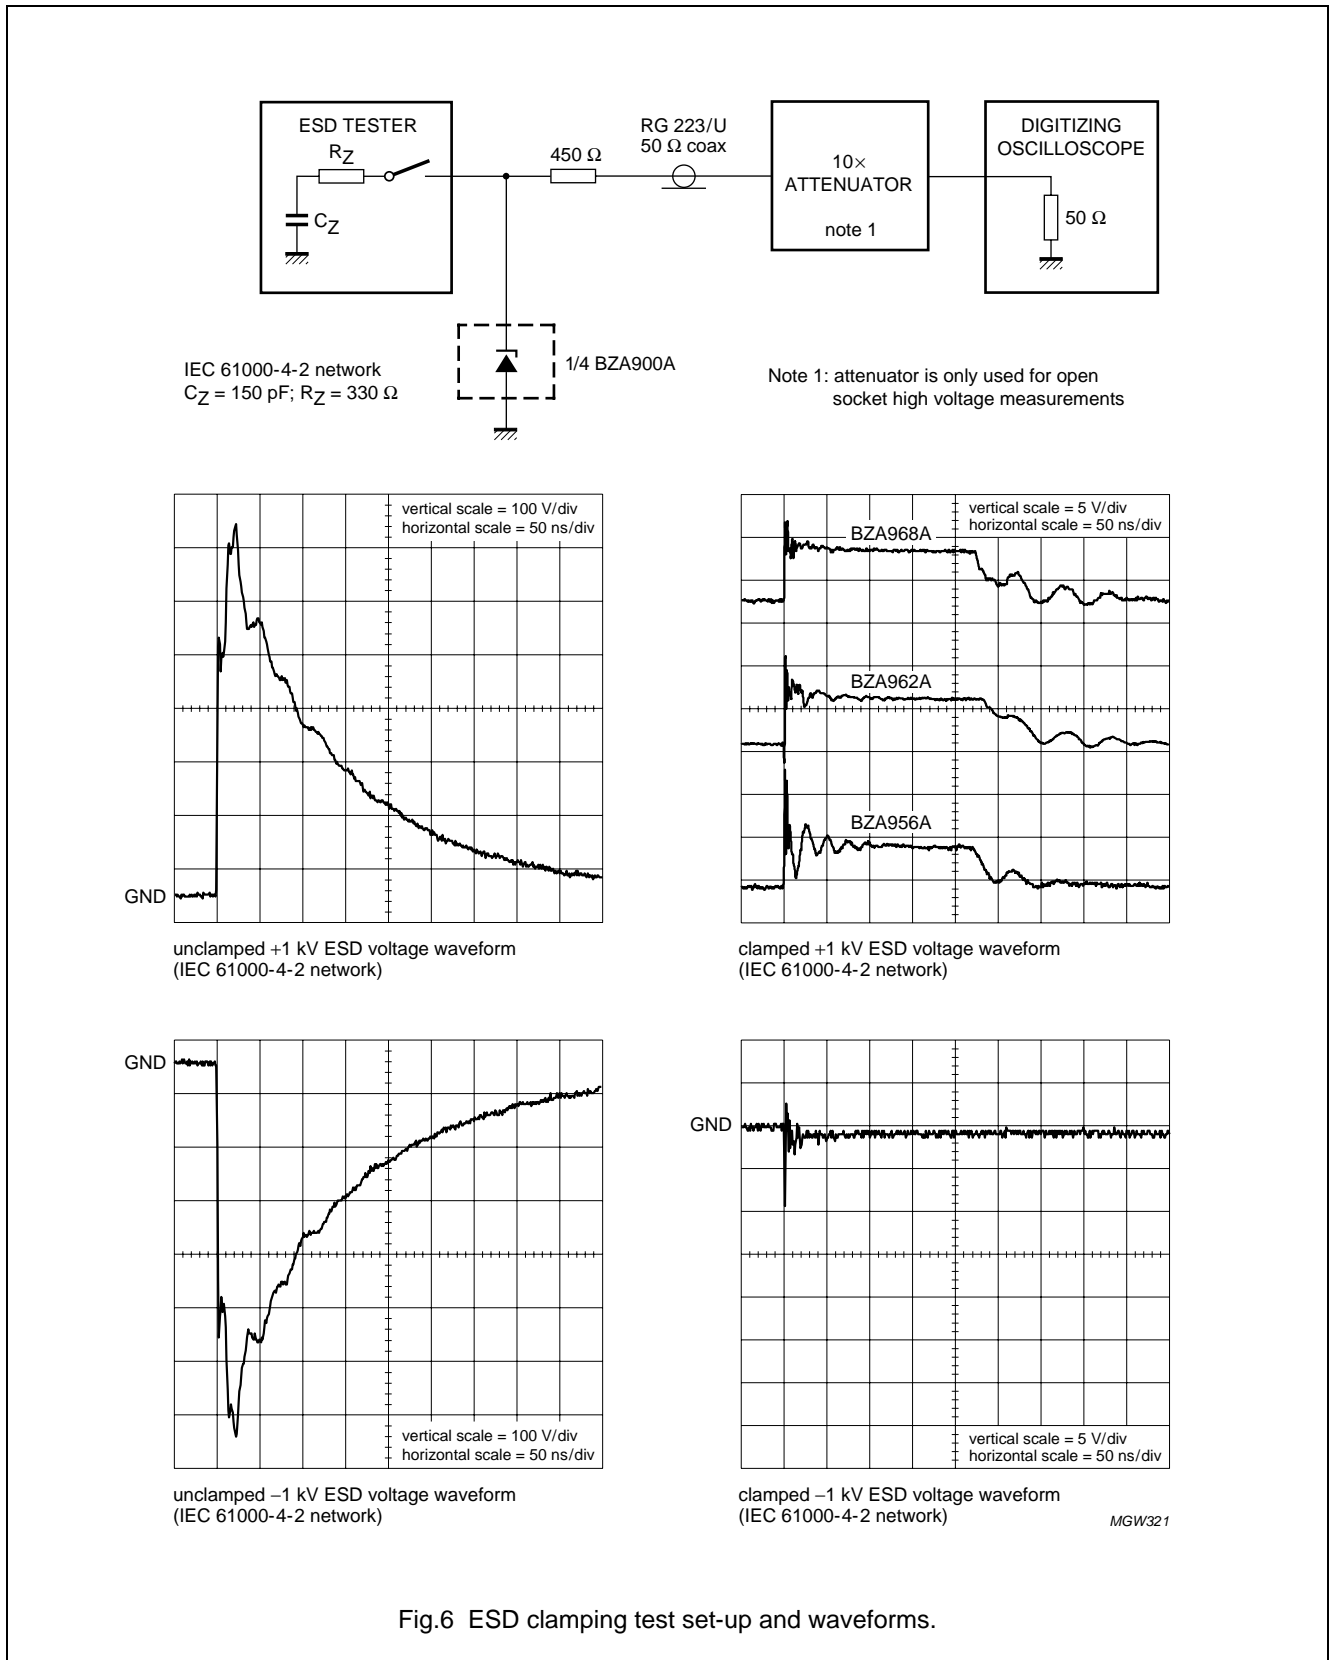 ESD TESTER
RZ
CZ
450 Ω
RG 223/U
50 Ω coax
10×
ATTENUATOR
note 1
DIGITIZING
OSCILLOSCOPE
50 Ω
1/4 BZA900A
IEC 61000-4-2 network
CZ = 150 pF; RZ = 330 Ω
Note 1: attenuator is only used for open
socket high voltage measurements
vertical scale = 100 V/div
horizontal scale = 50 ns/div
GND
unclamped +1 kV ESD voltage waveform
(IEC 61000-4-2 network)
vertical scale = 5 V/div
horizontal scale = 50 ns/div
BZA968A
BZA962A
BZA956A
clamped +1 kV ESD voltage waveform
(IEC 61000-4-2 network)
GND
vertical scale = 100 V/div
horizontal scale = 50 ns/div
unclamped −1 kV ESD voltage waveform
(IEC 61000-4-2 network)
GND
vertical scale = 5 V/div
horizontal scale = 50 ns/div
clamped −1 kV ESD voltage waveform
(IEC 61000-4-2 network)
MGW321
Fig.6 ESD clamping test set-up and waveforms.